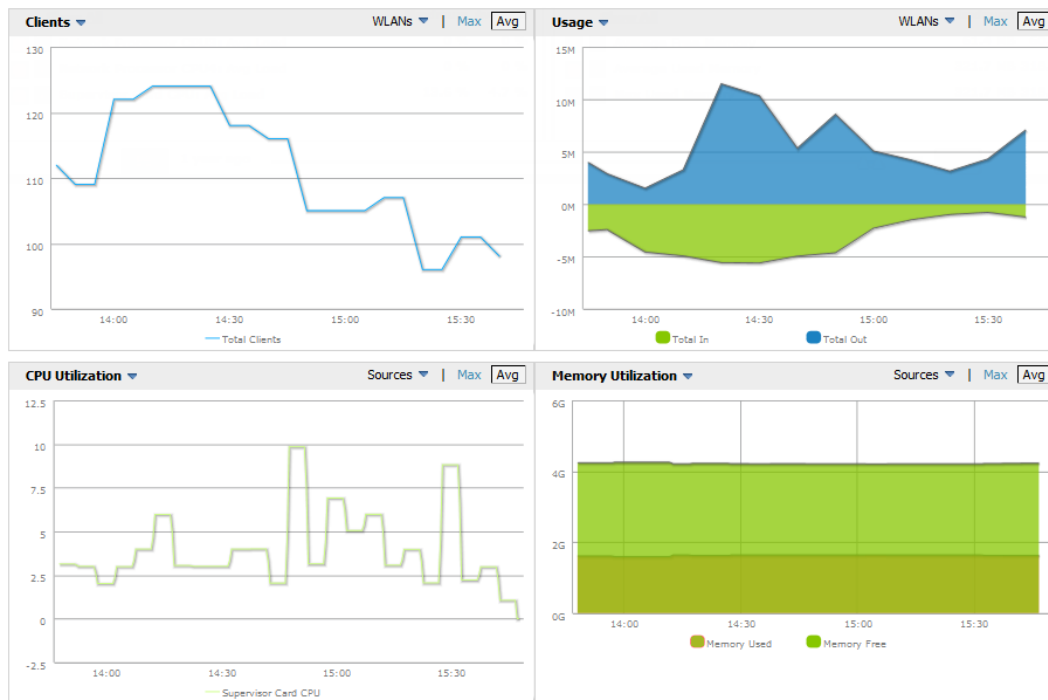 Clients WLANs | Max Avg
130
120
110
100
90
14:00 14:30 15:00 15:30
Total Clients
Usage WLANs | Max Avg
15M
10M
5M
0M
-5M
-10M
14:00 14:30 15:00 15:30
Total In Total Out
CPU Utilization Sources | Max Avg
12.5
10
7.5
5
2.5
0
-2.5
14:00 14:30 15:00 15:30
Supervisor Card CPU
Memory Utilization Sources | Max Avg
6G
4G
2G
0G
14:00 14:30 15:00 15:30
Memory Used Memory Free